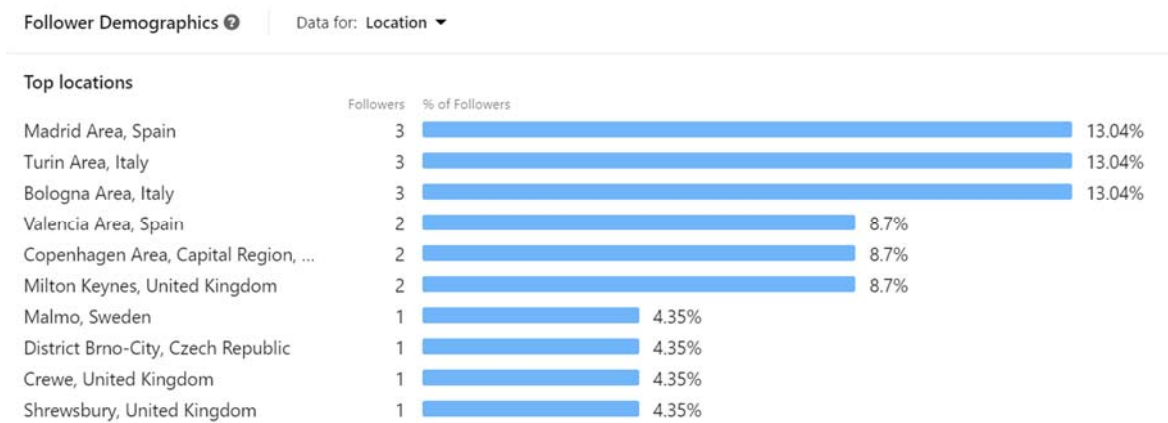 Follower Demographics ? Data for: Location
Top locations
Followers % of Followers
Madrid Area, Spain 3 13.04%
Turin Area, Italy 3 13.04%
Bologna Area, Italy 3 13.04%
Valencia Area, Spain 2 8.7%
Copenhagen Area, Capital Region, ... 2 8.7%
Milton Keynes, United Kingdom 2 8.7%
Malmo, Sweden 1 4.35%
District Brno-City, Czech Republic 1 4.35%
Crewe, United Kingdom 1 4.35%
Shrewsbury, United Kingdom 1 4.35%